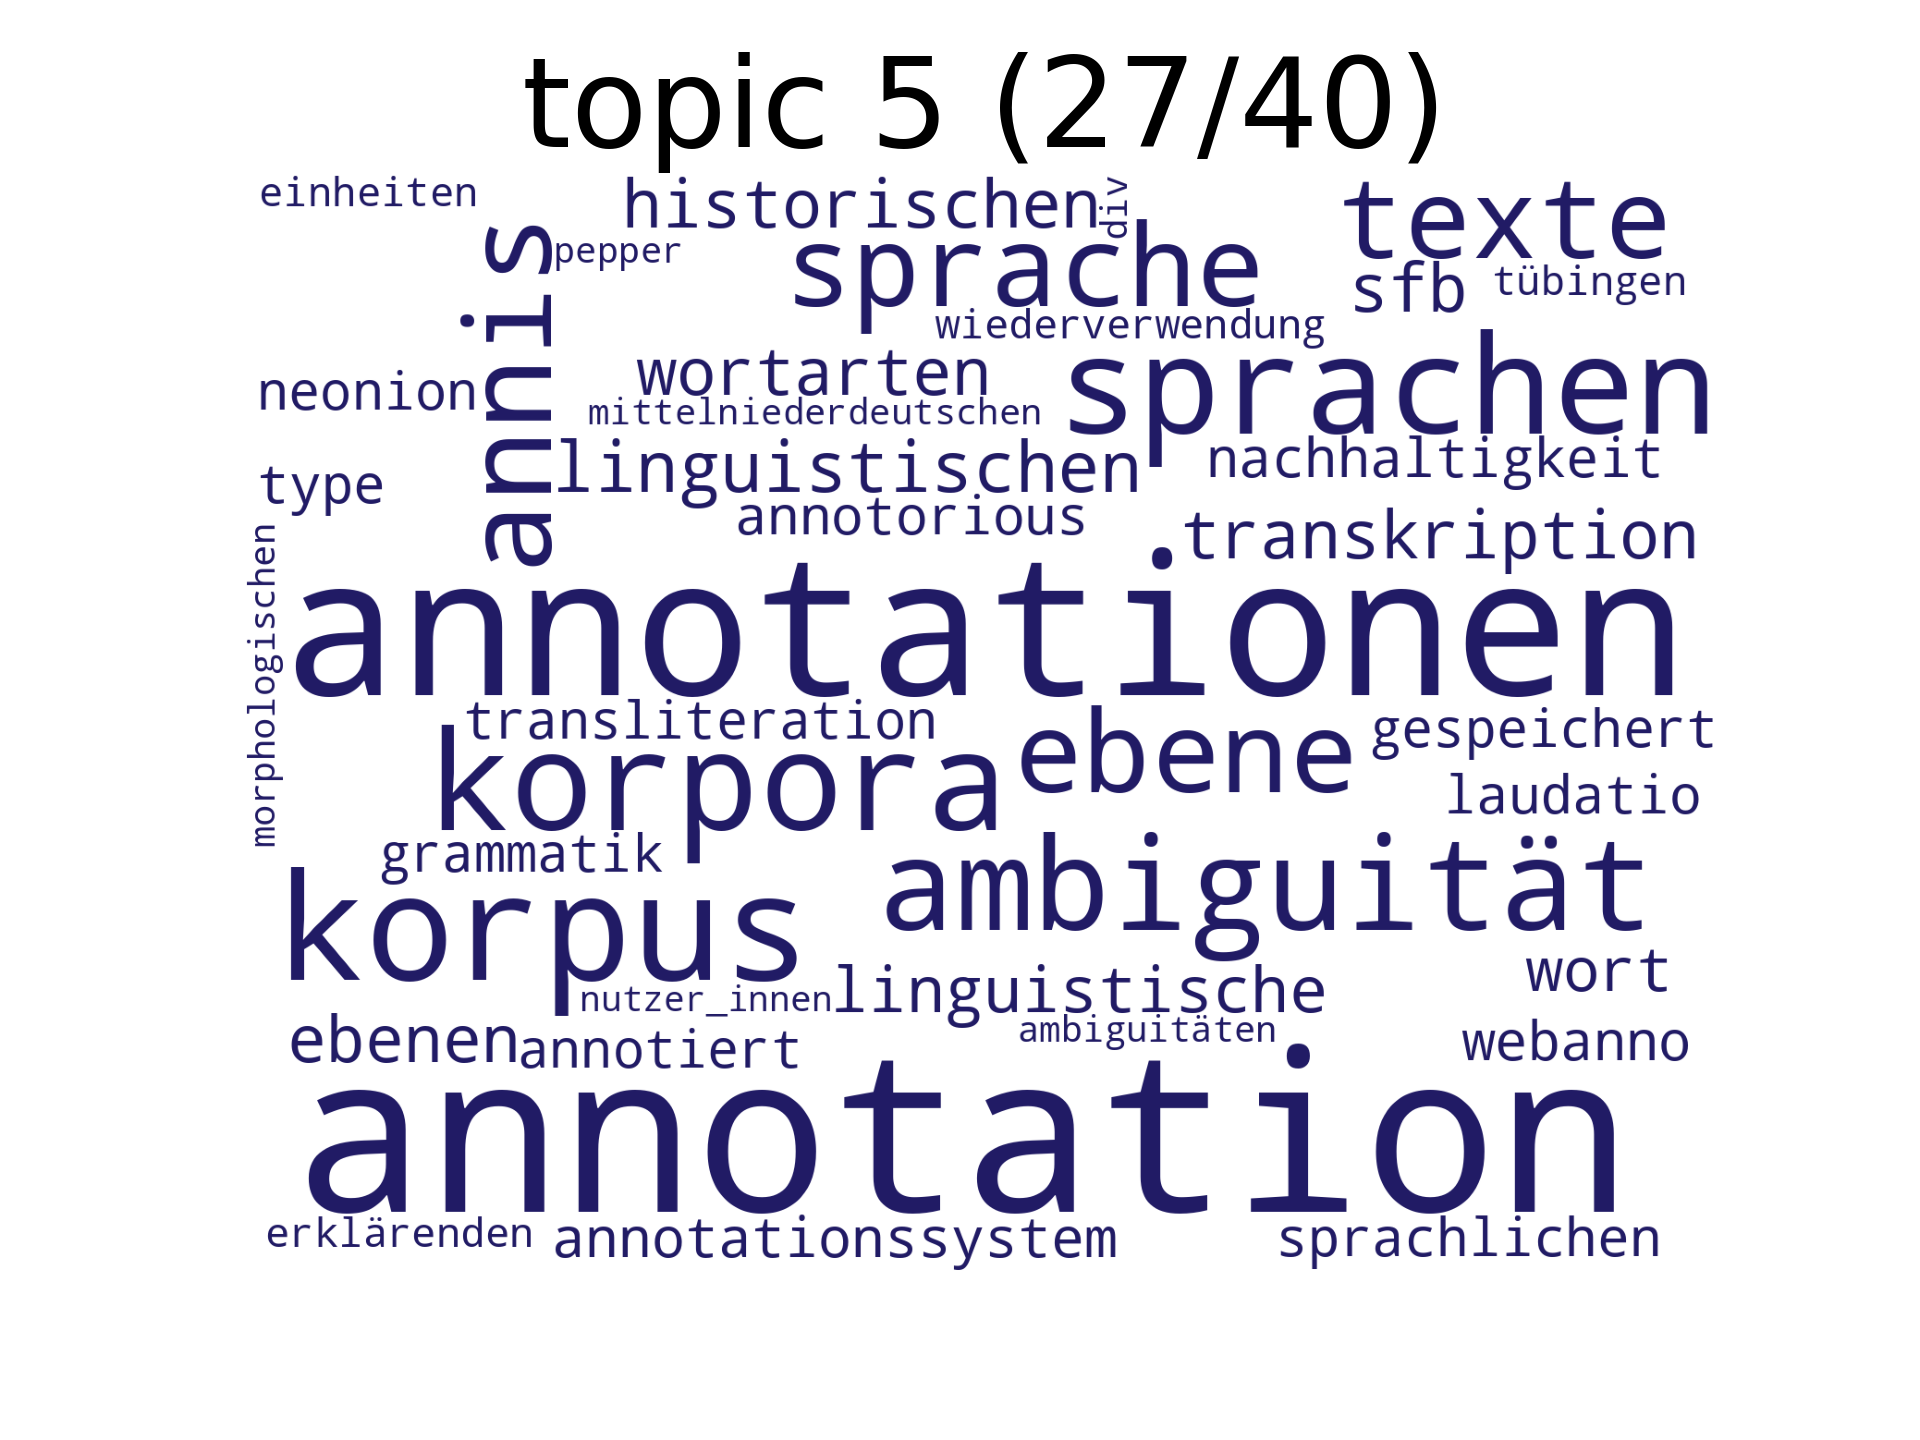 topic 5 (27/40)
einheiten
historischen
div
texte
annis
pepper
sprache
sfb
tübingen
wiederverwendung
neonion
wortarten
sprachen
mittelniederdeutschen
type
linguistischen
nachhaltigkeit
annotorious
transkription
morphologischen
annotationen
transliteration
ebene
gespeichert
korpora
laudatio
grammatik
ambiguität
korpus
wort
nutzer_innen
linguistische
ebenen
annotiert
ambiguitäten
webanno
annotation
erklärenden
annotationssystem
sprachlichen